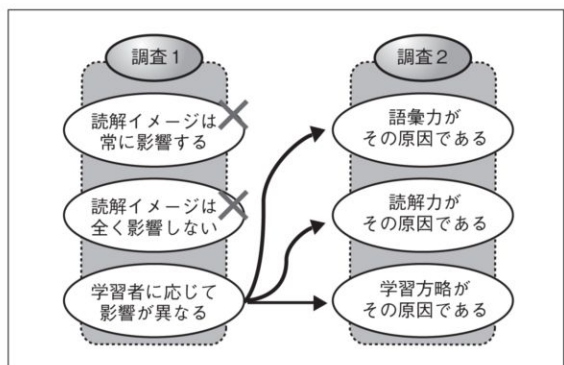 調査1
読解イメージは
常に影響する
読解イメージは
全く影響しない
学習者に応じて
影響が異なる
調査2
語彙力が
その原因である
読解力が
その原因である
学習方略が
その原因である